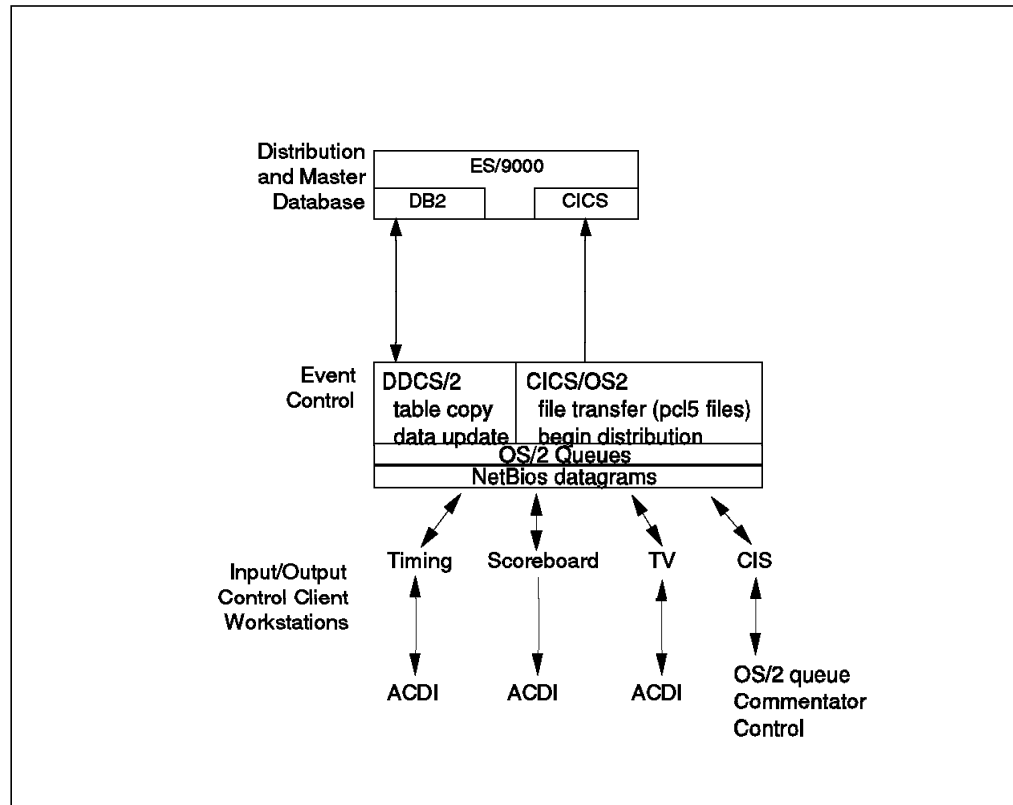 Distribution
and Master
Database
ES/9000
DB2
CICS
Event
Control
DDCS/2
table copy
data update
CICS/OS2
file transfer (pcl5 files)
begin distribution
OS/2 Queues
NetBios datagrams
Input/Output
Control Client
Workstations
Timing
Scoreboard
TV
CIS
ACDI
ACDI
ACDI
OS/2 queue
Commentator
Control